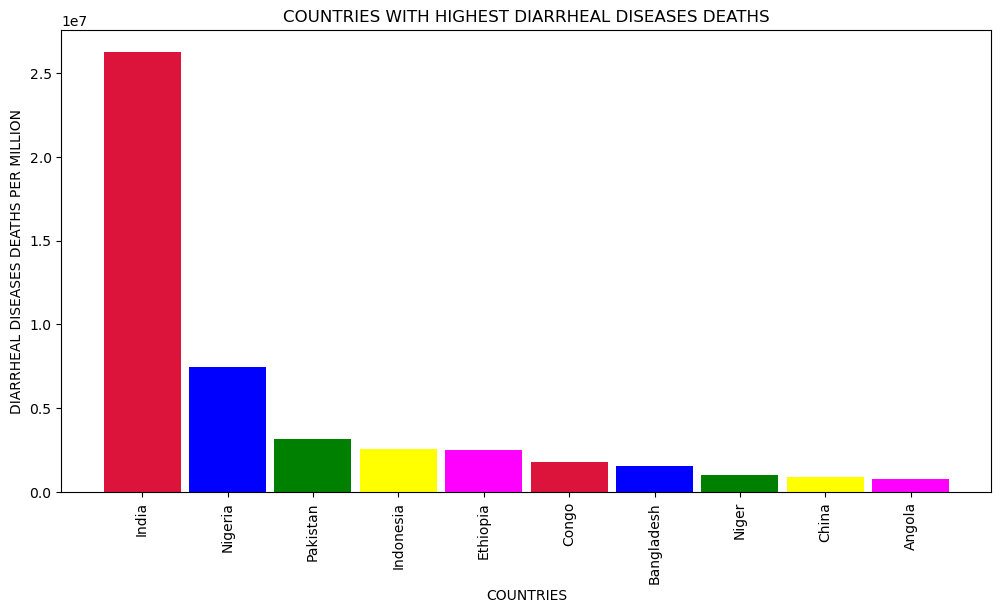 COUNTRIES WITH HIGHEST DIARRHEAL DISEASES DEATHS
1e7
DIARRHEAL DISEASES DEATHS PER MILLION
2.5
2.0
1.5
1.0
0.5
0.0
India
Nigeria
Pakistan
Indonesia
Ethiopia
Congo
Bangladesh
Niger
China
Angola
COUNTRIES